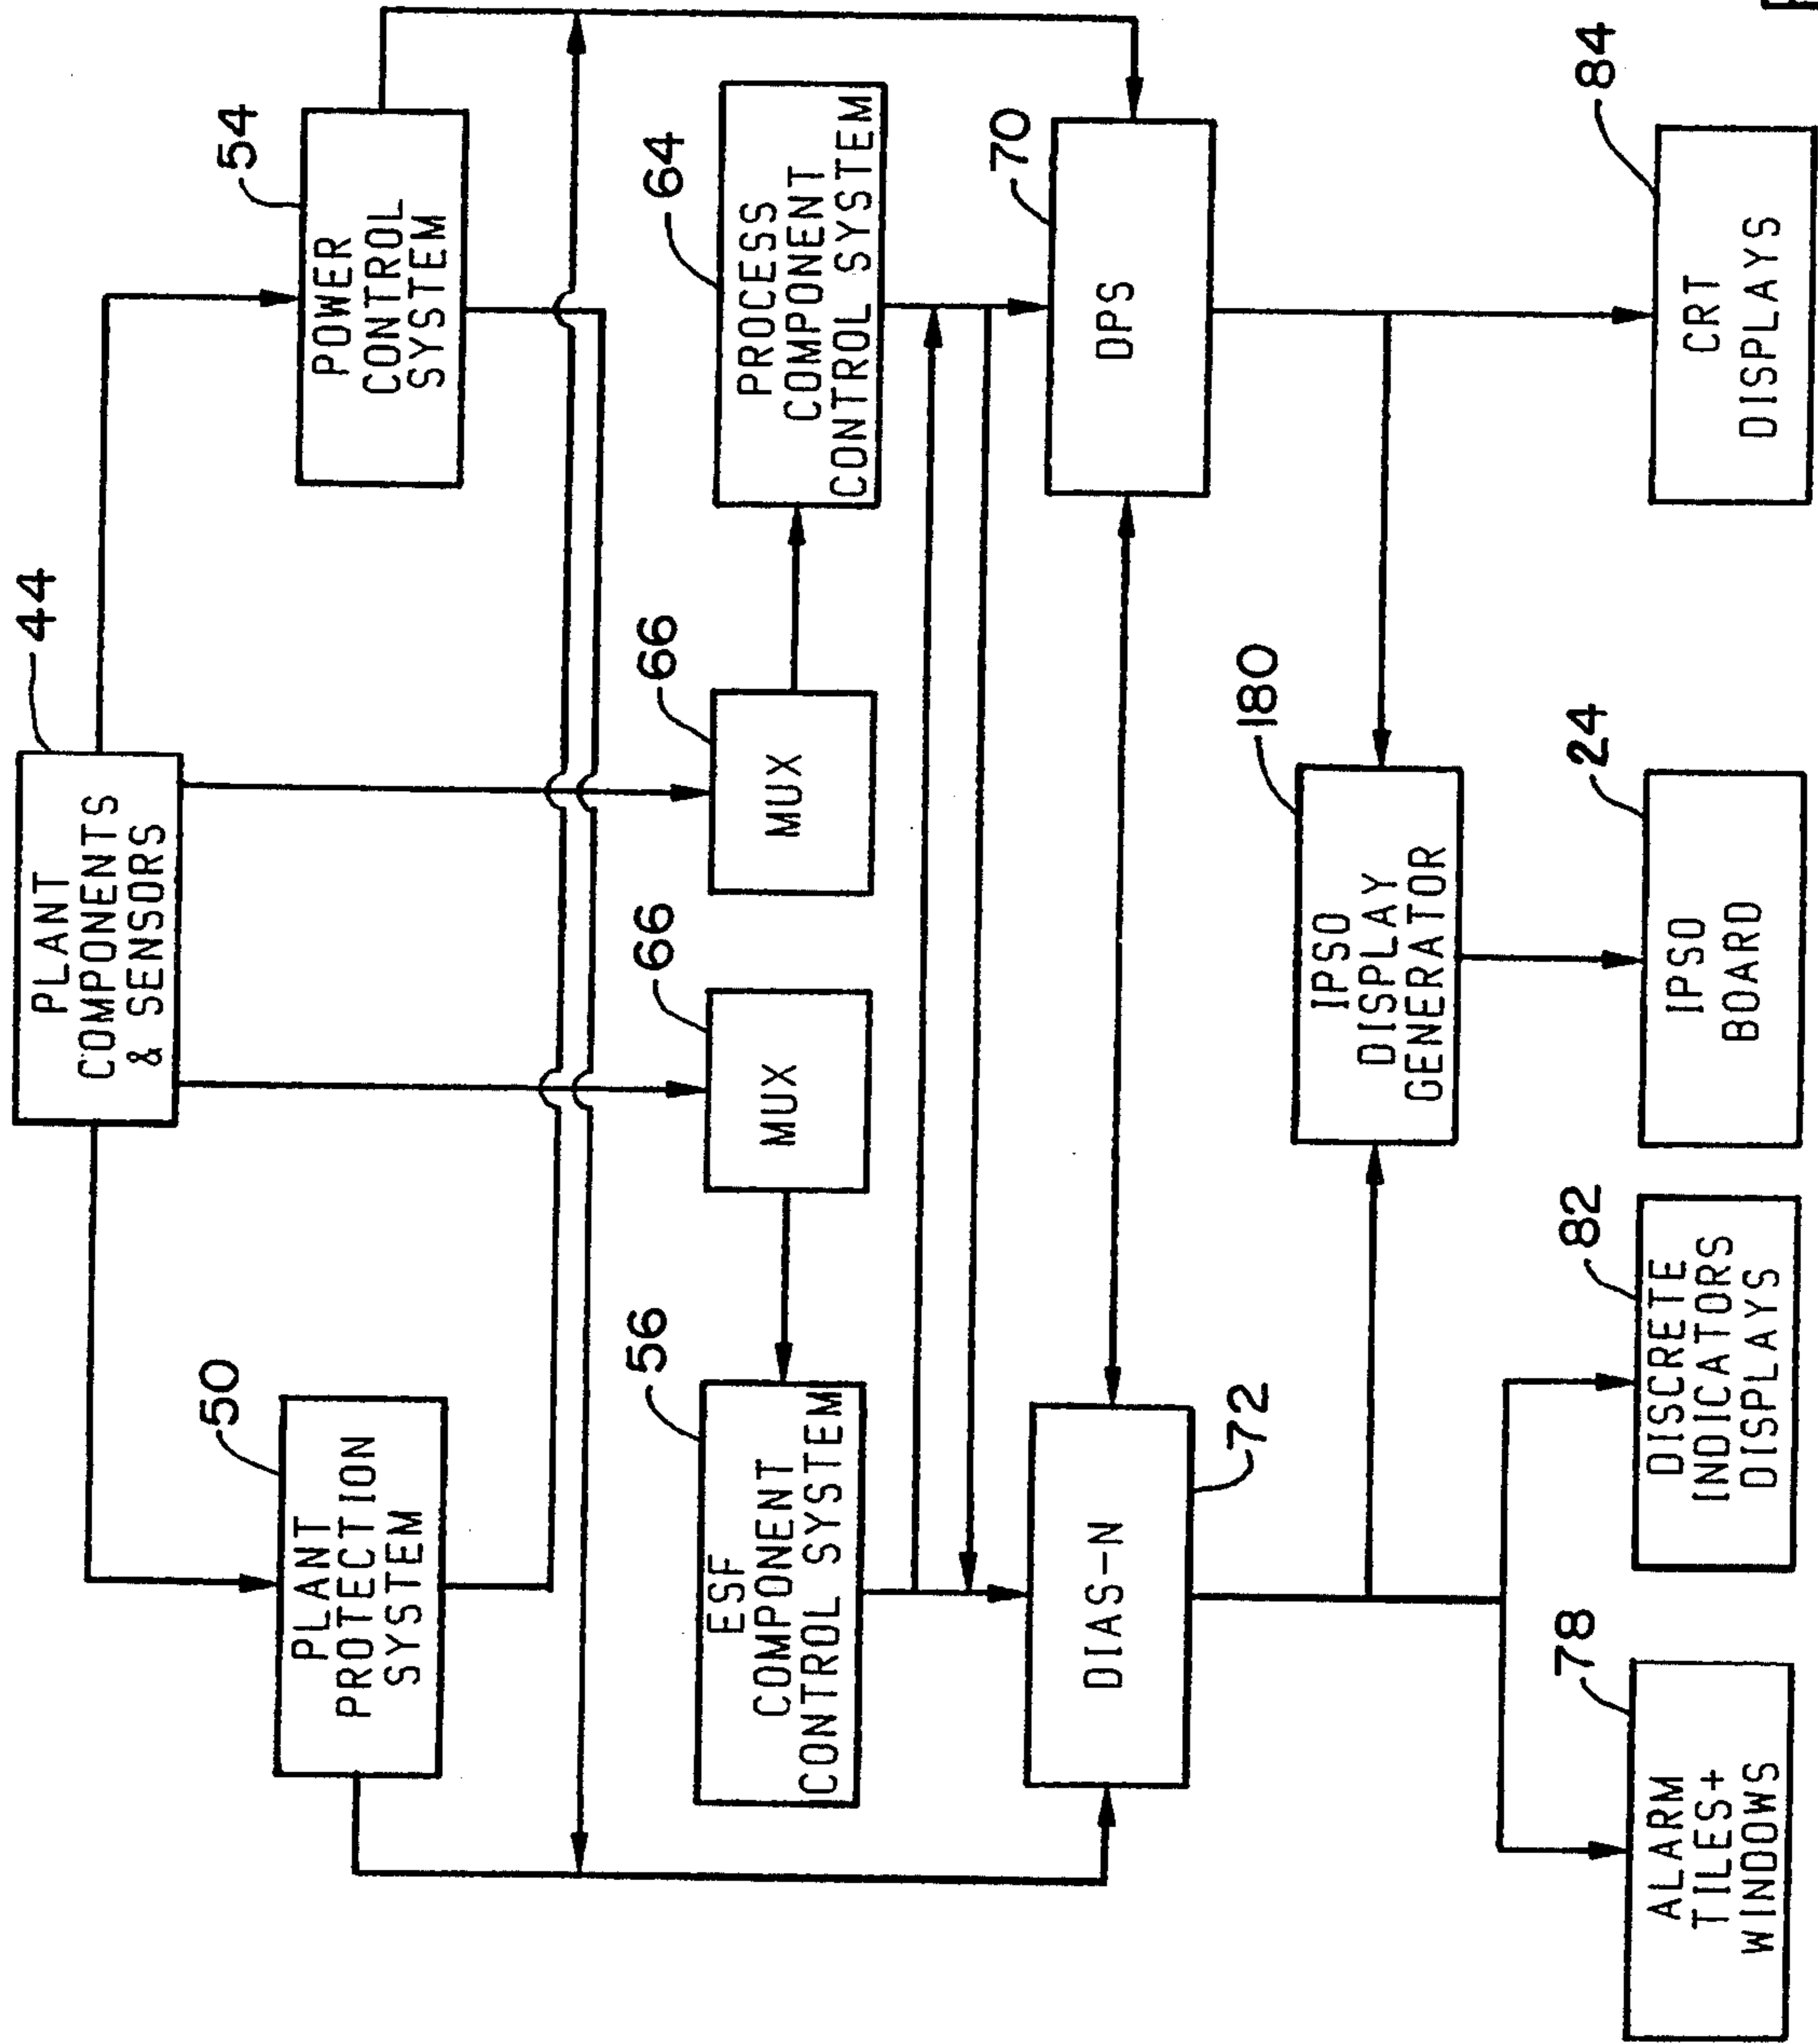 44
PLANT
COMPONENTS
& SENSORS
50
PLANT
PROTECTION
SYSTEM
54
POWER
CONTROL
SYSTEM
56
ESF
COMPONENT
CONTROL SYSTEM
66
MUX
66
MUX
64
PROCESS
COMPONENT
CONTROL SYSTEM
DIAS-N
72
70
DPS
180
IPSO
DISPLAY
GENERATOR
78
ALARM
TILES+
WINDOWS
82
DISCRETE
INDICATORS
DISPLAYS
24
IPSO
BOARD
84
CRT
DISPLAYS